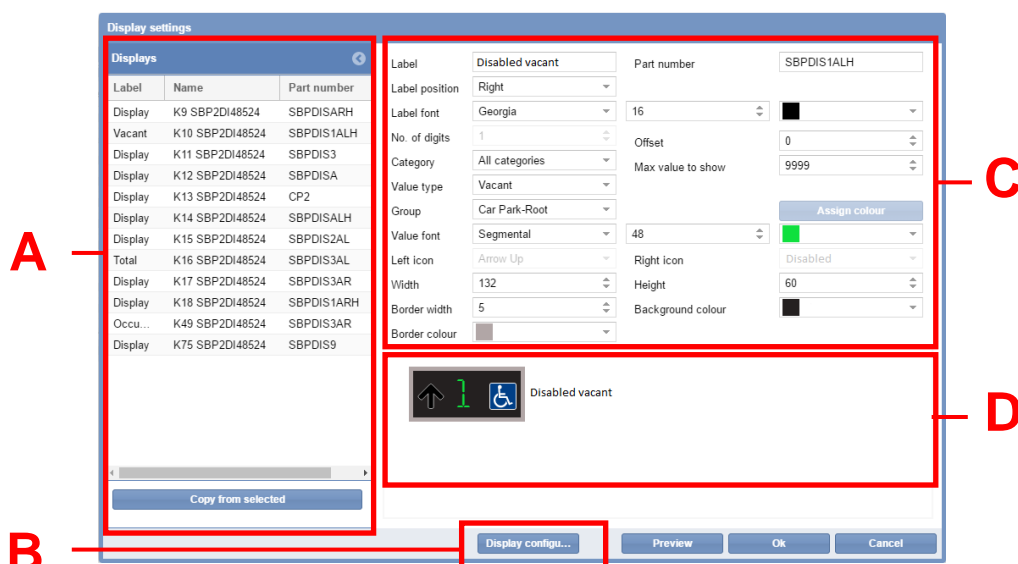 Display settings
Displays
Label Name Part number
Display K9 SBP2DI48524 SBPDISARH
Vacant K10 SBP2DI48524 SBPDIS1ALH
Display K11 SBP2DI48524 SBPDIS3
Display K12 SBP2DI48524 SBPDISA
Display K13 SBP2DI48524 CP2
Display K14 SBP2DI48524 SBPDISALH
Display K15 SBP2DI48524 SBPDIS2AL
Total K16 SBP2DI48524 SBPDIS3AL
Display K17 SBP2DI48524 SBPDIS3AR
Display K18 SBP2DI48524 SBPDIS1ARH
Occu... K49 SBP2DI48524 SBPDIS3AR
Display K75 SBP2DI48524 SBPDIS9
Copy from selected
A
Label Disabled vacant Part number SBPDIS1ALH
Label position Right
Label font Georgia 16
No. of digits 1 Offset 0
Category All categories Max value to show 9999
Value type Vacant
Group Car Park-Root Assign colour
Value font Segmental 48
Left icon Arrow Up Right icon Disabled
Width 132 Height 60
Border width 5 Background colour
Border colour
C
1 Disabled vacant
D
B
Display configu... Preview Ok Cancel